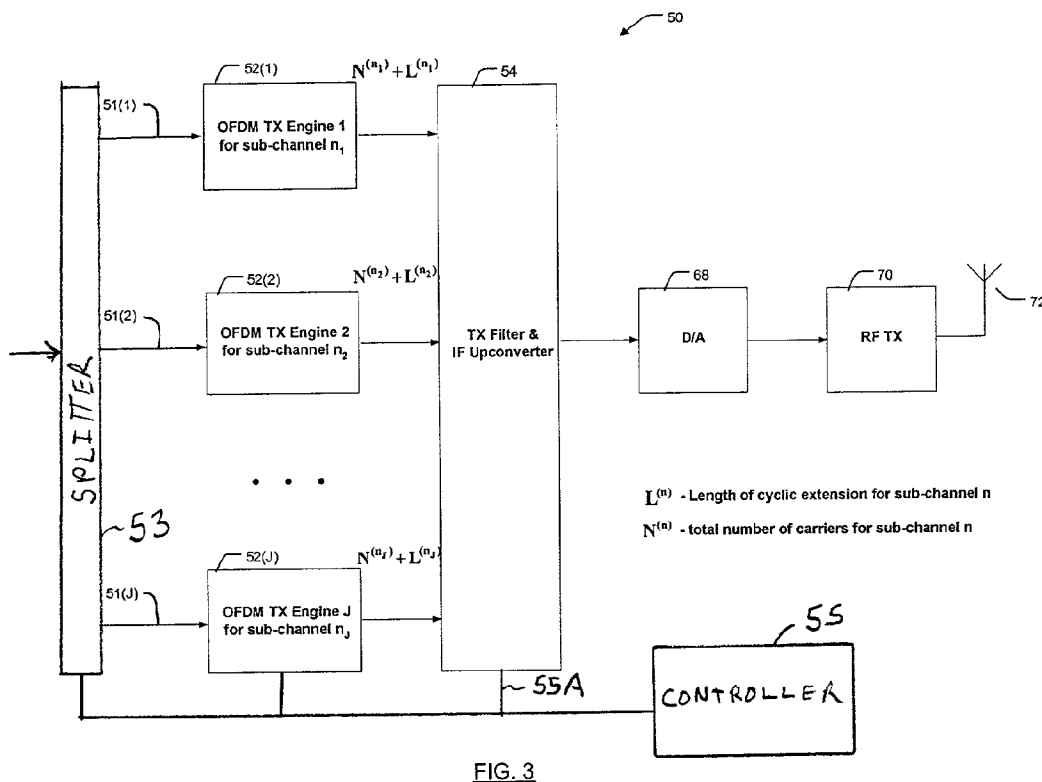 50
52(1)
N^(n₁)+L^(n₁)
54
51(1)
OFDM TX Engine 1
for sub-channel n₁
52(2)
N^(n₂)+L^(n₂)
51(2)
OFDM TX Engine 2
for sub-channel n₂
SPLITTER
53
TX Filter &
IF Upconverter
68
D/A
70
RF TX
72
. . .
L^(n) - Length of cyclic extension for sub-channel n
N^(n) - total number of carriers for sub-channel n
52(J)
N^(n_J)+L^(n_J)
51(J)
OFDM TX Engine J
for sub-channel n_J
55A
55
CONTROLLER
FIG. 3